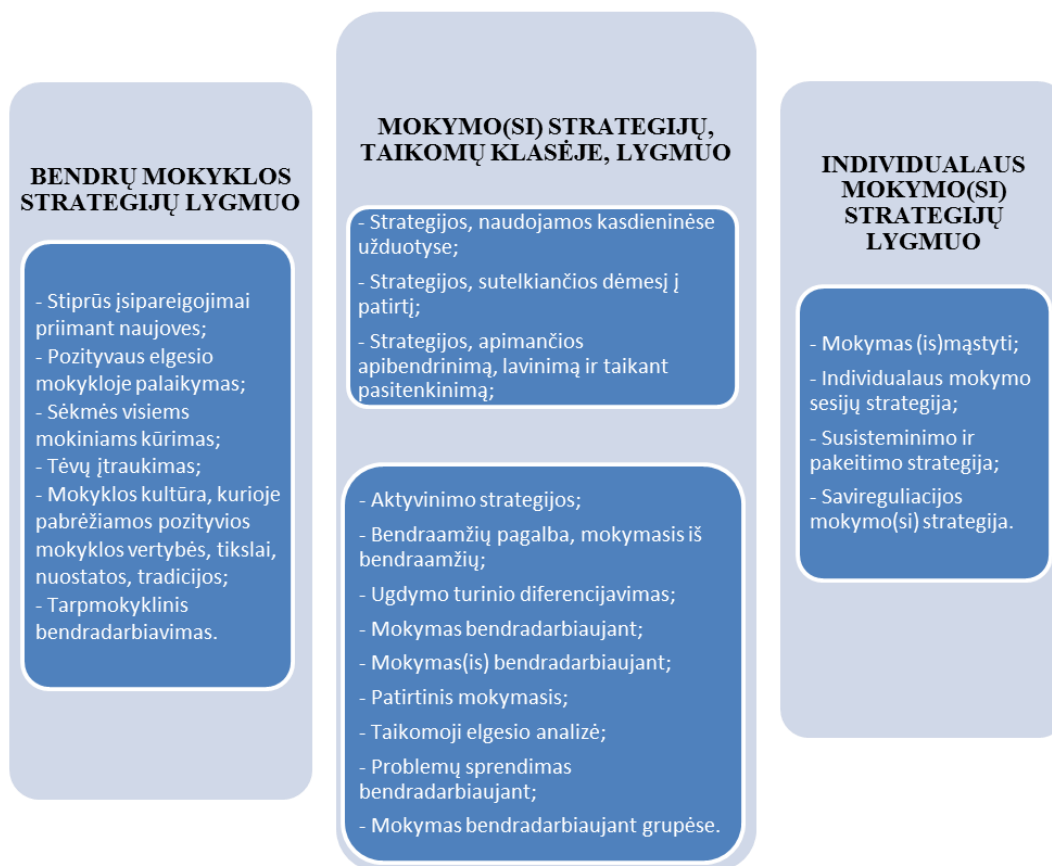 BENDRŲ MOKYKLOS
STRATEGIJŲ LYGMUO
- Stiprūs įsipareigojimai
priimant naujoves;
- Pozityvaus elgesio
mokykloje palaikymas;
- Sėkmės visiems
mokiniams kūrimas;
- Tėvų įtraukimas;
- Mokyklos kultūra, kurioje
pabrėžiamos pozityvios
mokyklos vertybės, tikslai,
nuostatos, tradicijos;
- Tarpmokyklinis
bendradarbiavimas.
MOKYMO(SI) STRATEGIJŲ,
TAIKOMŲ KLASĖJE, LYGMUO
- Strategijos, naudojamos kasdieninėse
užduotyse;
- Strategijos, sutelkiančios dėmesį į
patirtį;
- Strategijos, apimančios
apibendrinimą, lavinimą ir taikant
pasitenkinimą;
- Aktyvinimo strategijos;
- Bendraamžių pagalba, mokymasis iš
bendraamžių;
- Ugdymo turinio diferencijavimas;
- Mokymas bendradarbiaujant;
- Mokymas(is) bendradarbiaujant;
- Patirtinis mokymasis;
- Taikomoji elgesio analizė;
- Problemų sprendimas
bendradarbiaujant;
- Mokymas bendradarbiaujant grupėse.
INDIVIDUALAUS
MOKYMO(SI)
STRATEGIJŲ
LYGMUO
- Mokymas (is)mąstyti;
- Individualaus mokymo
sesijų strategija;
- Susisteminimo ir
pakeitimo strategija;
- Savireguliacijos
mokymo(si) strategija.